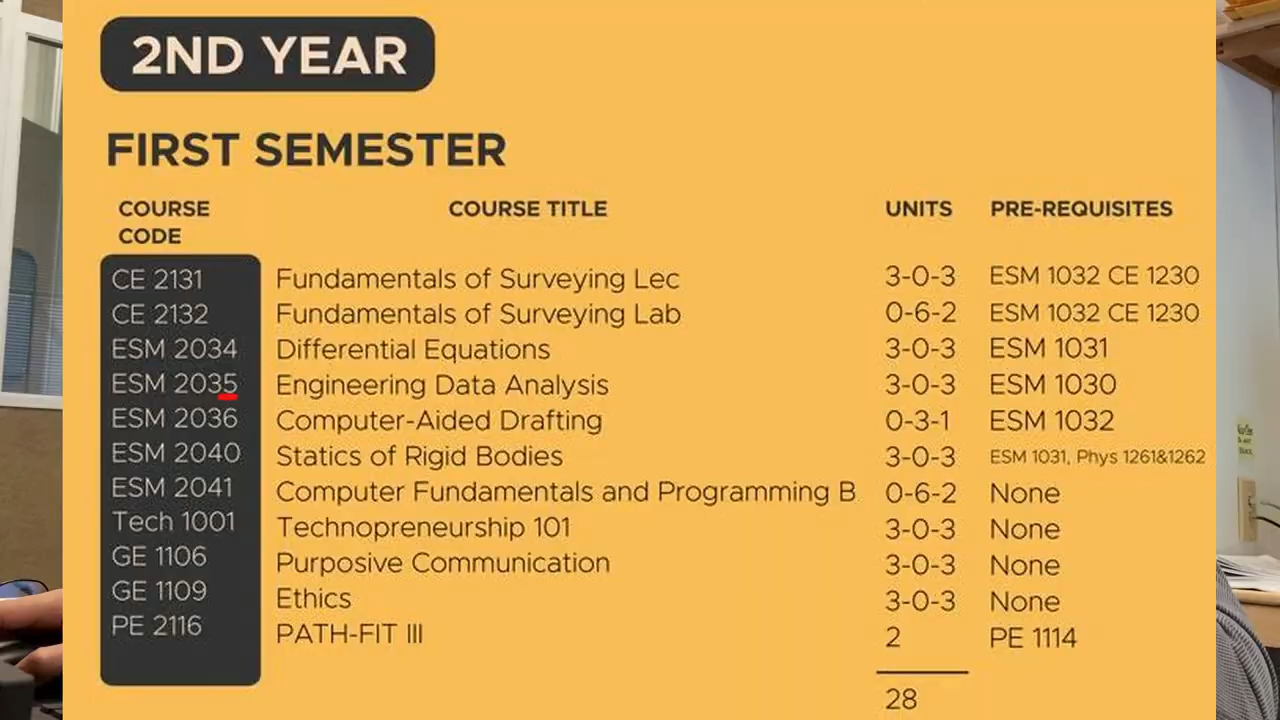 2ND YEAR
FIRST SEMESTER
COURSE CODE COURSE TITLE UNITS PRE-REQUISITES
CE 2131 Fundamentals of Surveying Lec 3-0-3 ESM 1032 CE 1230
CE 2132 Fundamentals of Surveying Lab 0-6-2 ESM 1032 CE 1230
ESM 2034 Differential Equations 3-0-3 ESM 1031
ESM 2035 Engineering Data Analysis 3-0-3 ESM 1030
ESM 2036 Computer-Aided Drafting 0-3-1 ESM 1032
ESM 2040 Statics of Rigid Bodies 3-0-3 ESM 1031, Phys 1261&1262
ESM 2041 Computer Fundamentals and Programming B 0-6-2 None
Tech 1001 Technopreneurship 101 3-0-3 None
GE 1106 Purposive Communication 3-0-3 None
GE 1109 Ethics 3-0-3 None
PE 2116 PATH-FIT III 2 PE 1114
28